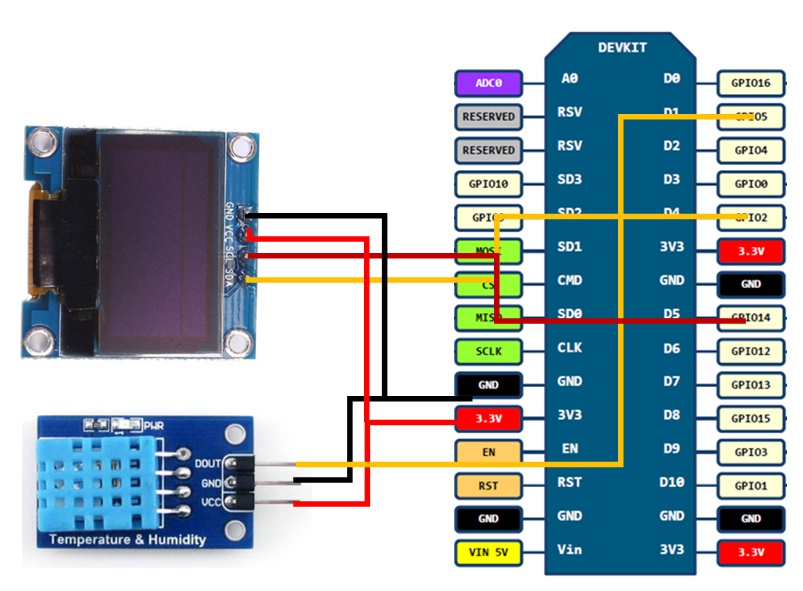 DEVKIT
ADC0 A0 D0 GPIO16
RESERVED RSV D1 GPIO5
RESERVED RSV D2 GPIO4
GPIO10 SD3 D3 GPIO0
SD2 D4 GPIO2
MOSI SD1 3V3 3.3V
CS CMD GND GND
MISO SD0 D5 GPIO14
SCLK CLK D6 GPIO12
GND GND D7 GPIO13
3.3V 3V3 D8 GPIO15
EN EN D9 GPIO3
RST RST D10 GPIO1
GND GND GND GND
VIN 5V Vin 3V3 3.3V
GND VCC SCL SDA
PWR
DOUT
GND
VCC
Temperature & Humidity